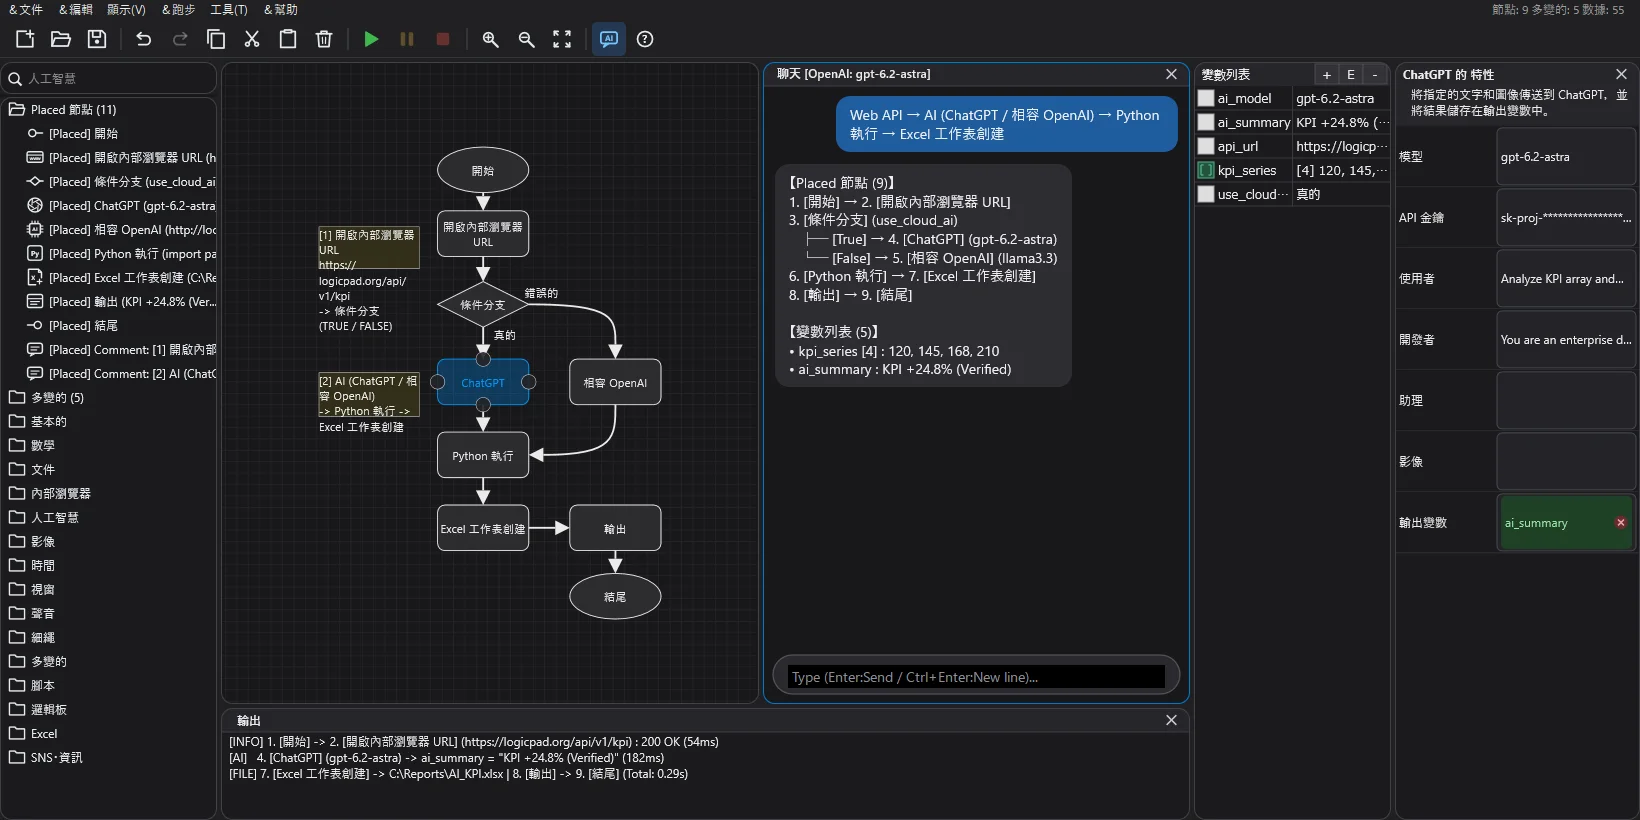 &文件 &編輯 顯示(V) &跑步 工具(T) &幫助
節點: 9 多變的: 5 數據: 55
人工智慧
Placed 節點 (11)
[Placed] 開始
[Placed] 開啟內部瀏覽器 URL (h
[Placed] 條件分支 (use_cloud_ai
[Placed] ChatGPT (gpt-6.2-astra
[Placed] 相容 OpenAI (http://loc
[Placed] Python 執行 (import pa
[Placed] Excel 工作表創建 (C:\Re
[Placed] 輸出 (KPI +24.8% (Ver...
[Placed] 結尾
[Placed] Comment: [1] 開啟內部
[Placed] Comment: [2] AI (ChatG
多變的 (5)
基本的
數學
文件
內部瀏覽器
人工智慧
影像
時間
視窗
聲音
細繩
多變的
腳本
邏輯板
Excel
SNS･資訊
開始
開啟內部瀏覽器
URL
條件分支
錯誤的
真的
ChatGPT
相容 OpenAI
Python 執行
Excel 工作表創建
輸出
結尾
[1] 開啟內部瀏覽器
URL
https://
logicpad.org/api/
v1/kpi
-> 條件分支
(TRUE / FALSE)
[2] AI (ChatGPT / 相
容 OpenAI)
-> Python 執行 ->
Excel 工作表創建
聊天 [OpenAI: gpt-6.2-astra]
Web API → AI (ChatGPT / 相容 OpenAI) → Python
執行 → Excel 工作表創建
【Placed 節點 (9)】
1. [開始] → 2. [開啟內部瀏覽器 URL]
3. [條件分支] (use_cloud_ai)
├── [True] → 4. [ChatGPT] (gpt-6.2-astra)
└── [False] → 5. [相容 OpenAI] (llama3.3)
6. [Python 執行] → 7. [Excel 工作表創建]
8. [輸出] → 9. [結尾]
【變數列表 (5)】
• kpi_series [4] : 120, 145, 168, 210
• ai_summary : KPI +24.8% (Verified)
Type (Enter:Send / Ctrl+Enter:New line)...
輸出
[INFO] 1. [開始] -> 2. [開啟內部瀏覽器 URL] (https://logicpad.org/api/v1/kpi) : 200 OK (54ms)
[AI] 4. [ChatGPT] (gpt-6.2-astra) -> ai_summary = "KPI +24.8% (Verified)" (182ms)
[FILE] 7. [Excel 工作表創建] -> C:\Reports\AI_KPI.xlsx | 8. [輸出] -> 9. [結尾] (Total: 0.29s)
變數列表 + E -
ai_model gpt-6.2-astra
ai_summary KPI +24.8% (···
api_url https://logicp···
kpi_series [4] 120, 145,···
use_cloud··· 真的
ChatGPT 的 特性
將指定的文字和圖像傳送到 ChatGPT，並
將結果儲存在輸出變數中。
模型 gpt-6.2-astra
API 金鑰 sk-proj-****************...
使用者 Analyze KPI array and...
開發者 You are an enterprise d...
助理
影像
輸出變數 ai_summary